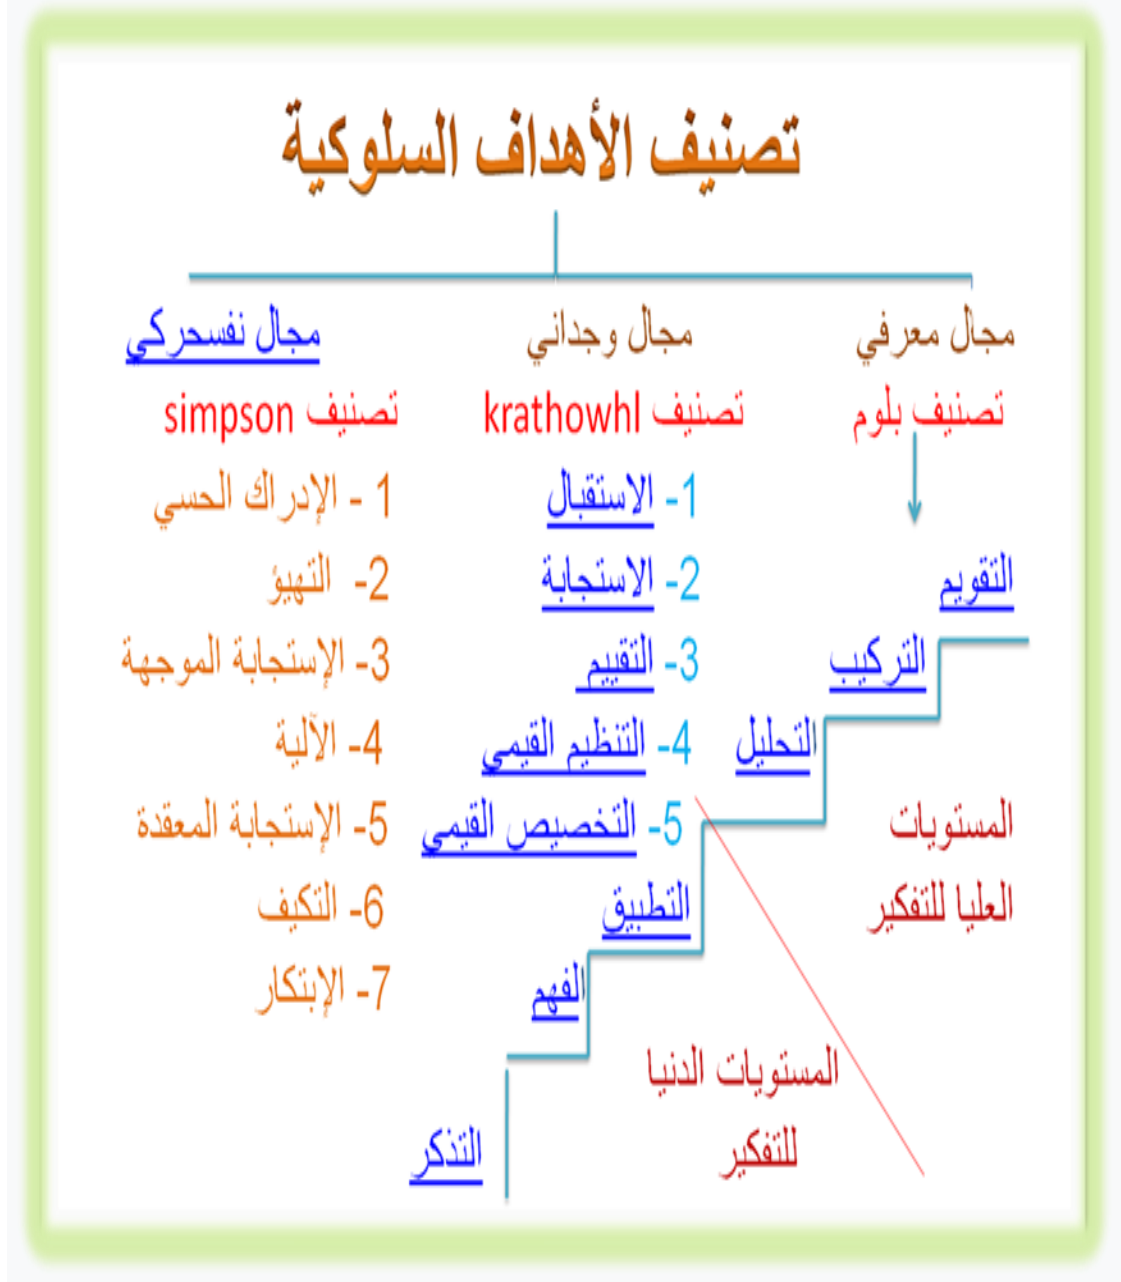 تصنيف الأهداف السلوكية
مجال معرفي
مجال وجداني
مجال نفسحركي
تصنيف بلوم
تصنيف krathowhl
تصنيف simpson
1- الاستقبال
2- الاستجابة
3- التقييم
4- التنظيم القيمي
5- التخصيص القيمي
1 - الإدراك الحسي
2- التهيؤ
3- الإستجابة الموجهة
4- الآلية
5- الإستجابة المعقدة
6- التكيف
7- الإبتكار
التقويم
التركيب
التحليل
التطبيق
الفهم
التذكر
المستويات
العليا للتفكير
المستويات الدنيا
للتفكير